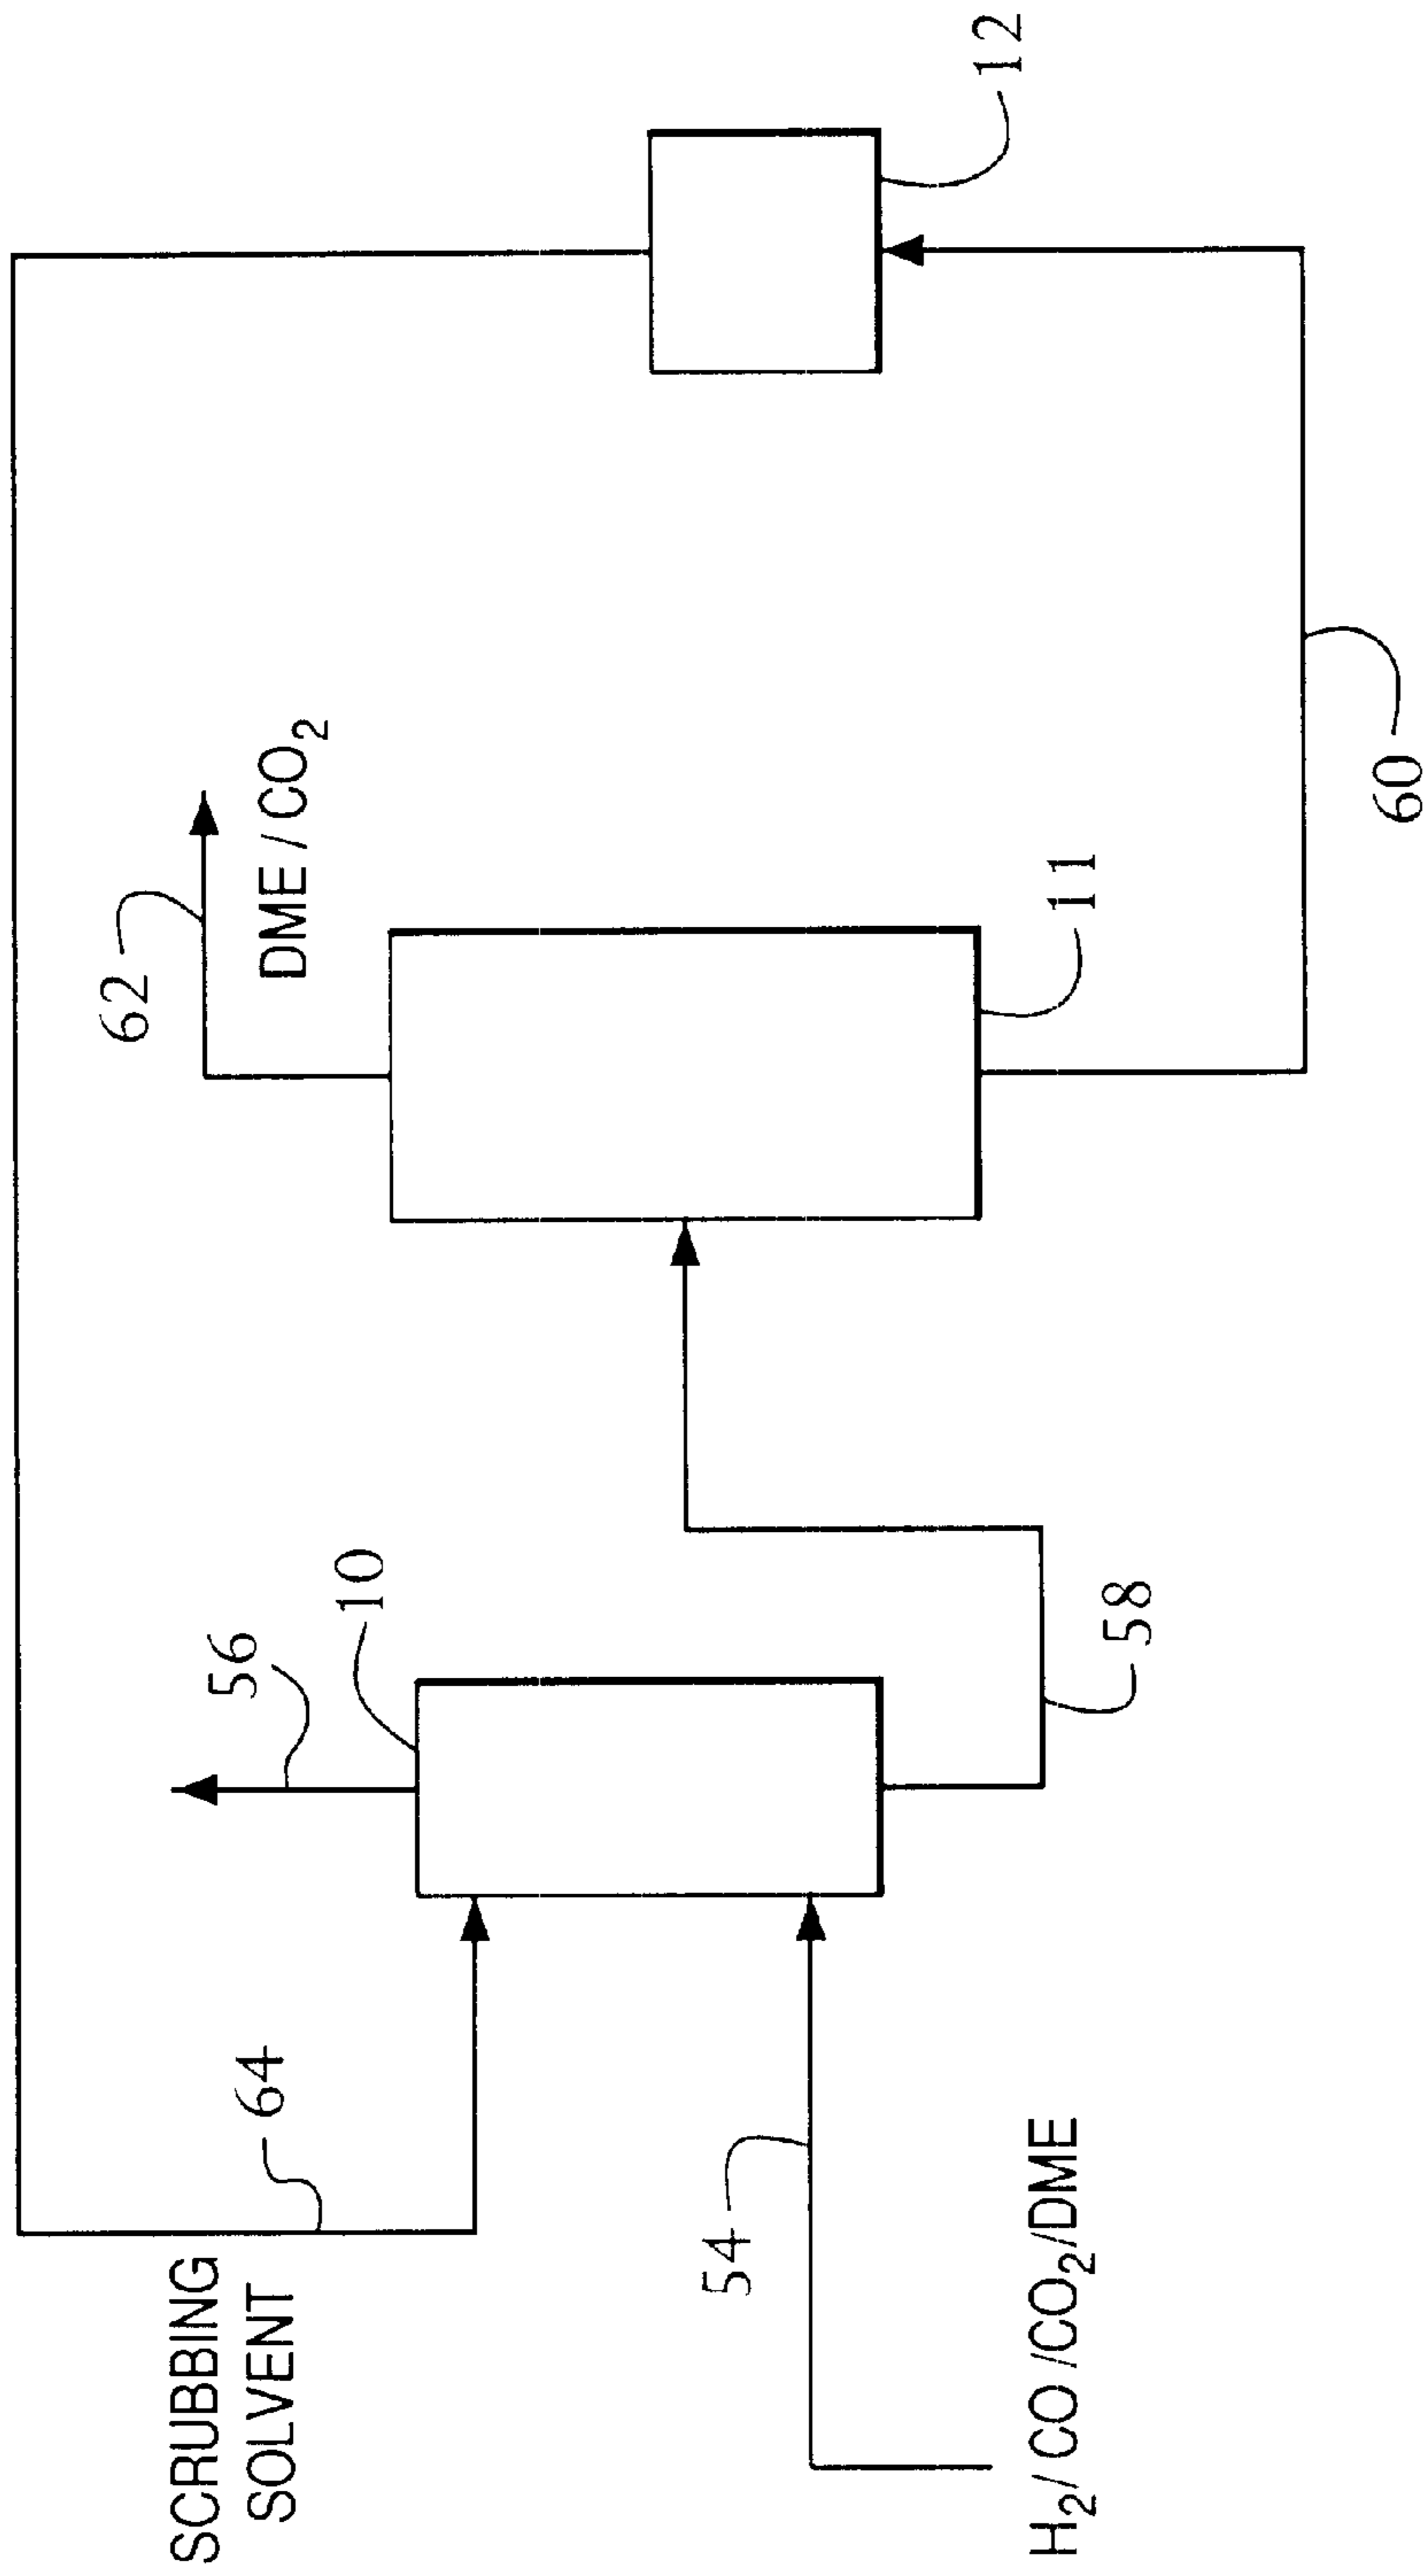 SCRUBBING
SOLVENT
64
56
10
62
DME / CO₂
12
54
H₂/ CO /CO₂/DME
58
11
60